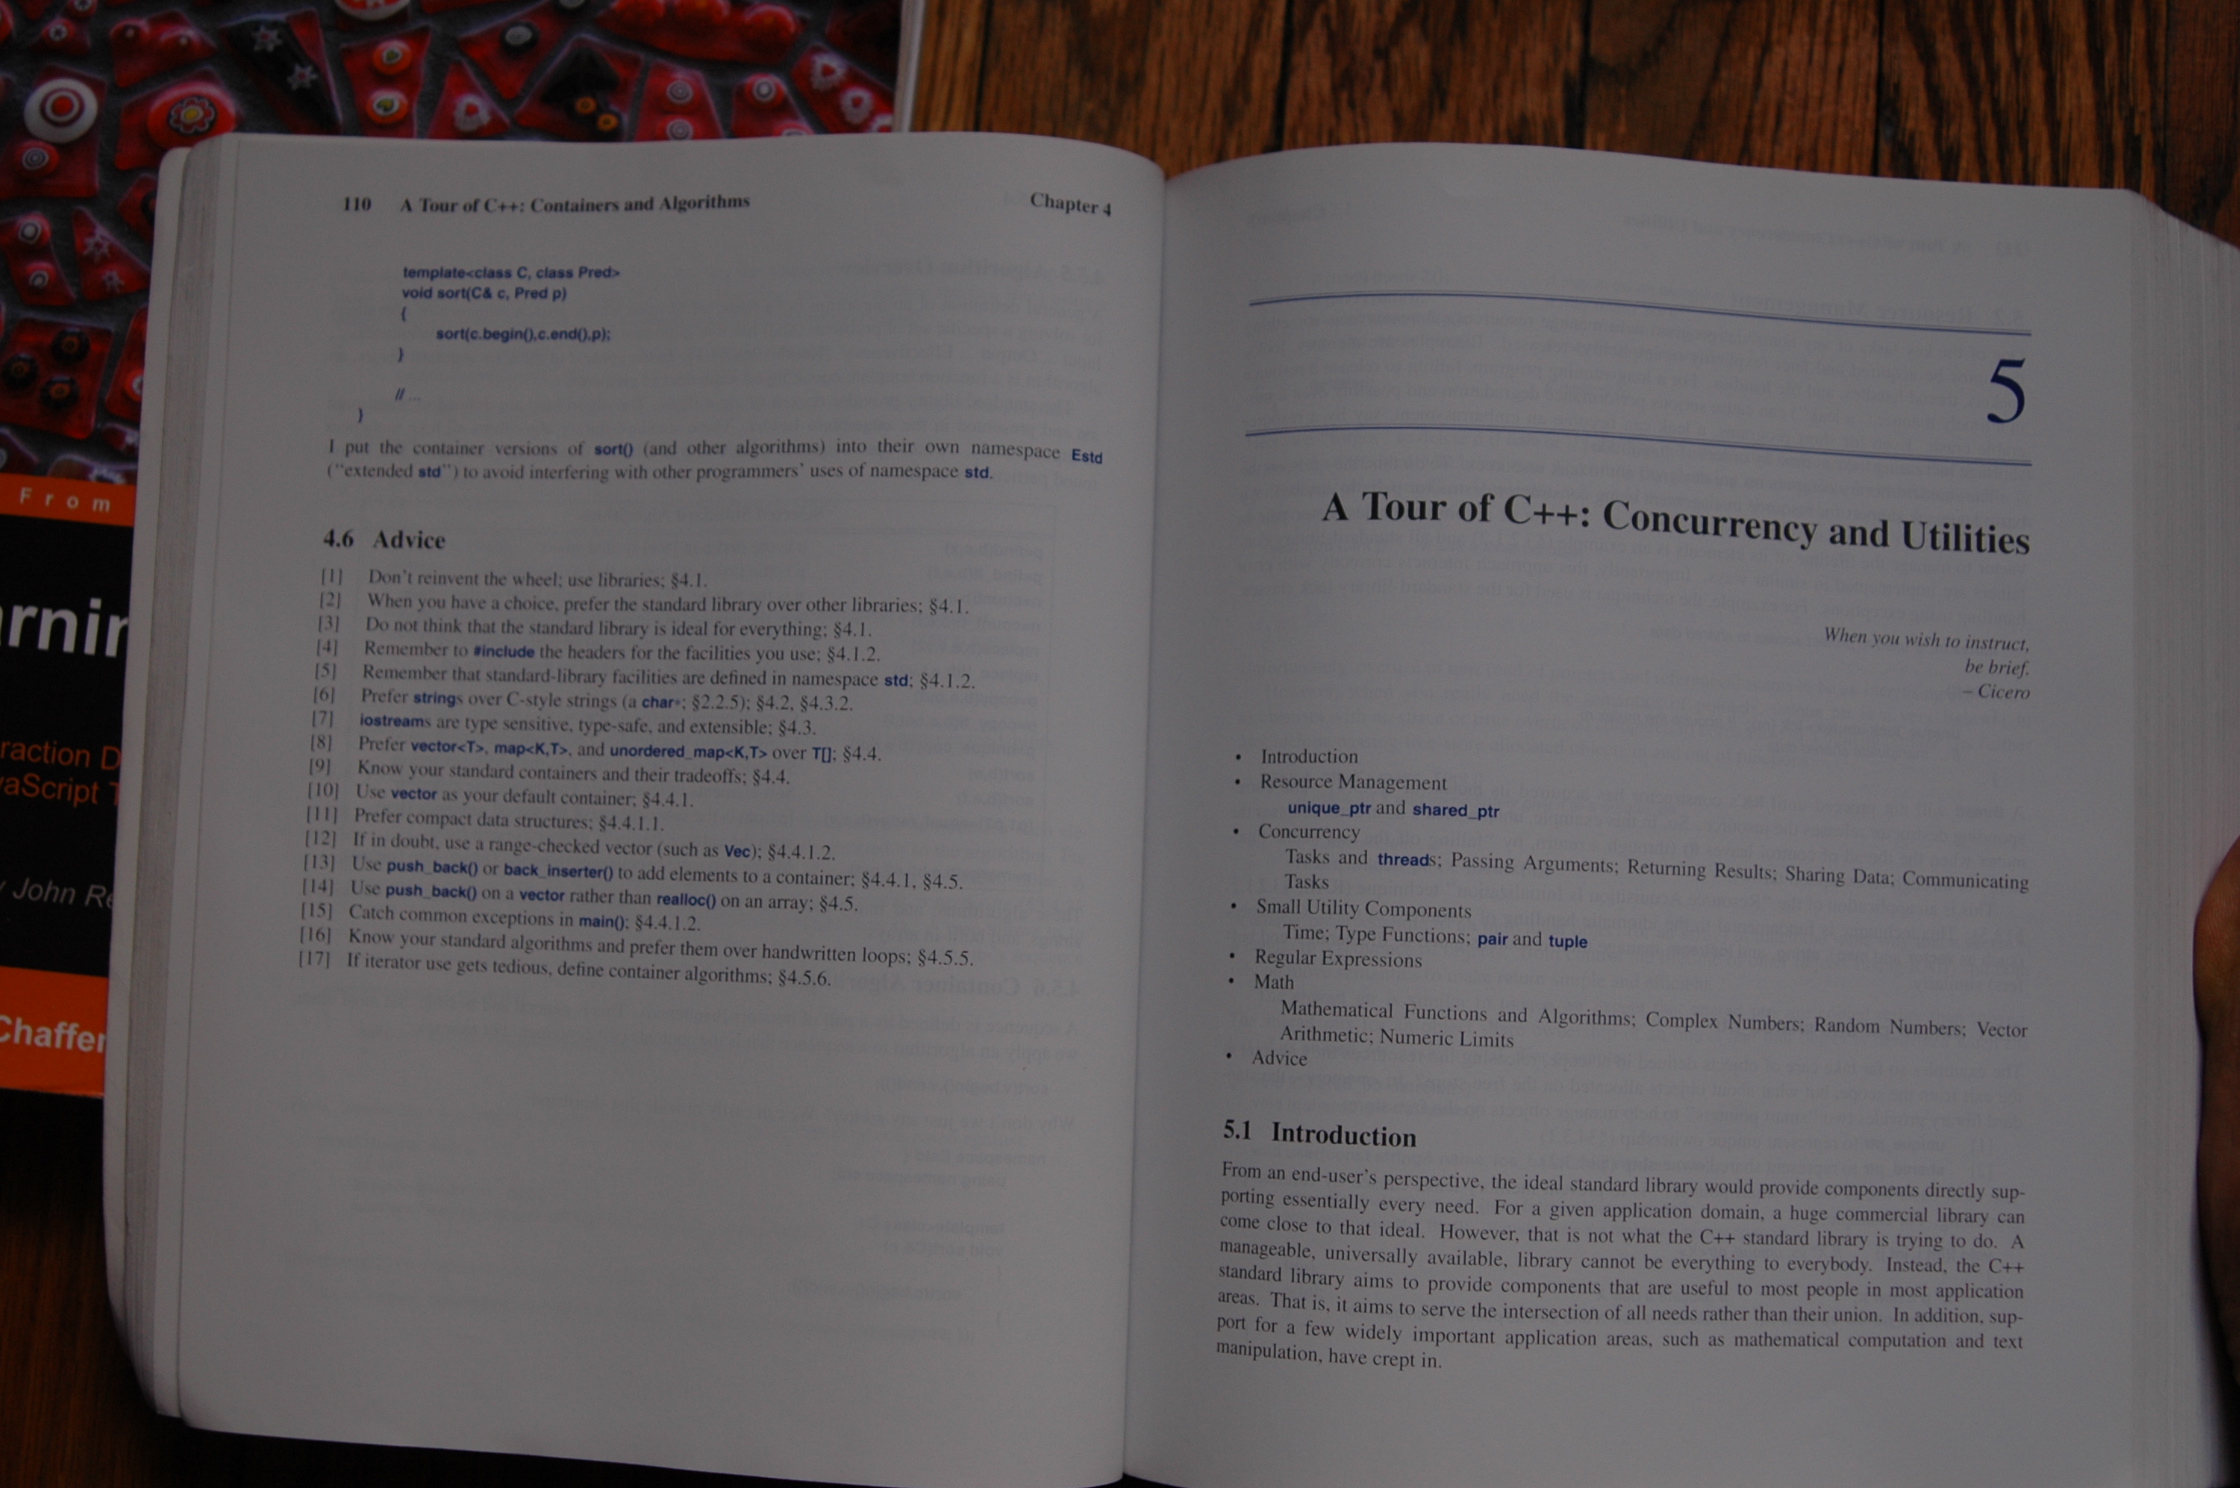 110 A Tour of C++: Containers and Algorithms Chapter 4
template<class C, class Pred>
void sort(C& c, Pred p)
{
sort(c.begin(),c.end(),p);
}
// ...
}
I put the container versions of sort() (and other algorithms) into their own namespace Estd
(“extended std”) to avoid interfering with other programmers’ uses of namespace std.
4.6 Advice
[1] Don’t reinvent the wheel; use libraries; §4.1.
[2] When you have a choice, prefer the standard library over other libraries; §4.1.
[3] Do not think that the standard library is ideal for everything; §4.1.
[4] Remember to #include the headers for the facilities you use; §4.1.2.
[5] Remember that standard-library facilities are defined in namespace std; §4.1.2.
[6] Prefer strings over C-style strings (a char*; §2.2.5); §4.2, §4.3.2.
[7] iostreams are type sensitive, type-safe, and extensible; §4.3.
[8] Prefer vector<T>, map<K,T>, and unordered_map<K,T> over T[]; §4.4.
[9] Know your standard containers and their tradeoffs; §4.4.
[10] Use vector as your default container; §4.4.1.
[11] Prefer compact data structures; §4.4.1.1.
[12] If in doubt, use a range-checked vector (such as Vec); §4.4.1.2.
[13] Use push_back() or back_inserter() to add elements to a container; §4.4.1, §4.5.
[14] Use push_back() on a vector rather than realloc() on an array; §4.5.
[15] Catch common exceptions in main(); §4.4.1.2.
[16] Know your standard algorithms and prefer them over handwritten loops; §4.5.5.
[17] If iterator use gets tedious, define container algorithms; §4.5.6.
5
A Tour of C++: Concurrency and Utilities
When you wish to instruct,
be brief.
– Cicero
• Introduction
• Resource Management
unique_ptr and shared_ptr
• Concurrency
Tasks and threads; Passing Arguments; Returning Results; Sharing Data; Communicating
Tasks
• Small Utility Components
Time; Type Functions; pair and tuple
• Regular Expressions
• Math
Mathematical Functions and Algorithms; Complex Numbers; Random Numbers; Vector
Arithmetic; Numeric Limits
• Advice
5.1 Introduction
From an end-user’s perspective, the ideal standard library would provide components directly sup-
porting essentially every need. For a given application domain, a huge commercial library can
come close to that ideal. However, that is not what the C++ standard library is trying to do. A
manageable, universally available, library cannot be everything to everybody. Instead, the C++
standard library aims to provide components that are useful to most people in most application
areas. That is, it aims to serve the intersection of all needs rather than their union. In addition, sup-
port for a few widely important application areas, such as mathematical computation and text
manipulation, have crept in.
From
rnin
raction D
aScript T
John Re
Chaffer